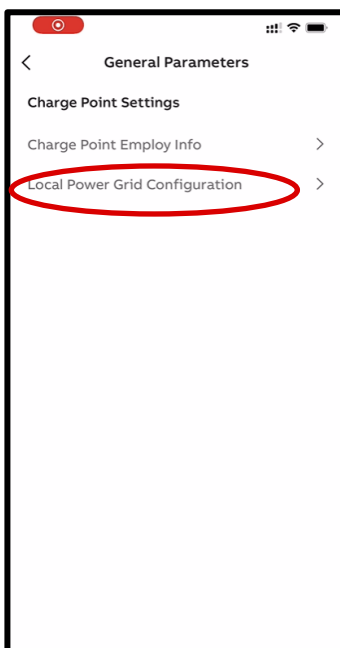 General Parameters
Charge Point Settings
Charge Point Employ Info
Local Power Grid Configuration